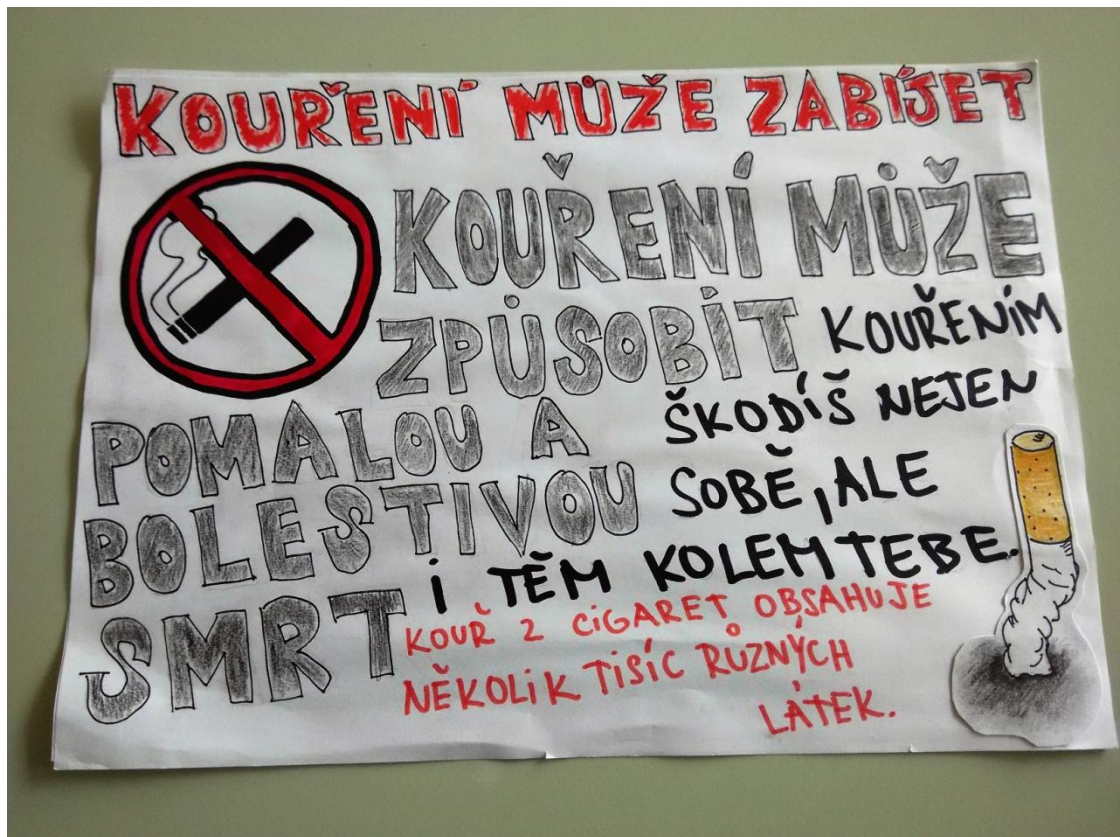 KOUŘENÍ MŮŽE ZABÍJET
KOUŘENÍ MŮŽE
ZPŮSOBIT
POMALOU A
BOLESTIVOU
SMRT
KOUŘENÍM
ŠKODÍŠ NEJEN
SOBĚ, ALE
i TĚM KOLEM TEBE.
KOUŘ Z CiGARET OBSAHUJE
NĚKOLiK TiSÍC RŮZNÝCH
LÁTEK.